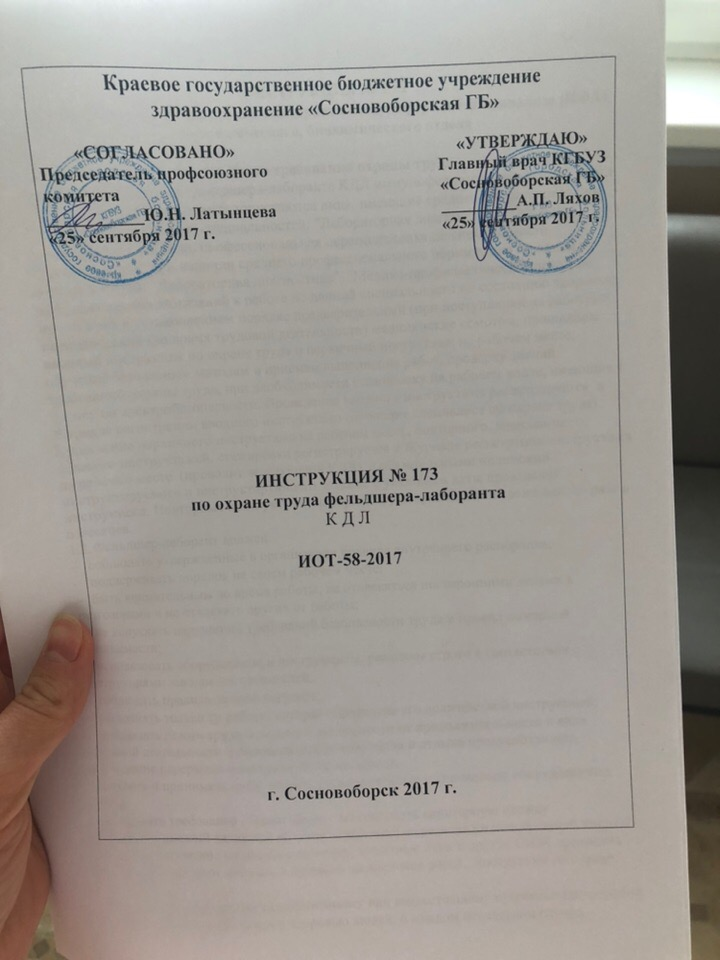 Краевое государственное бюджетное учреждение
здравоохранение «Сосновоборская ГБ»
«СОГЛАСОВАНО»
Председатель профсоюзного
комитета
Ю.Н. Латынцева
«25» сентября 2017 г.
«УТВЕРЖДАЮ»
Главный врач КГБУЗ
«Сосновоборская ГБ»
А.П. Ляхов
«25» сентября 2017 г.
ИНСТРУКЦИЯ № 173
по охране труда фельдшера-лаборанта
К Д Л
ИОТ-58-2017
г. Сосновоборск 2017 г.